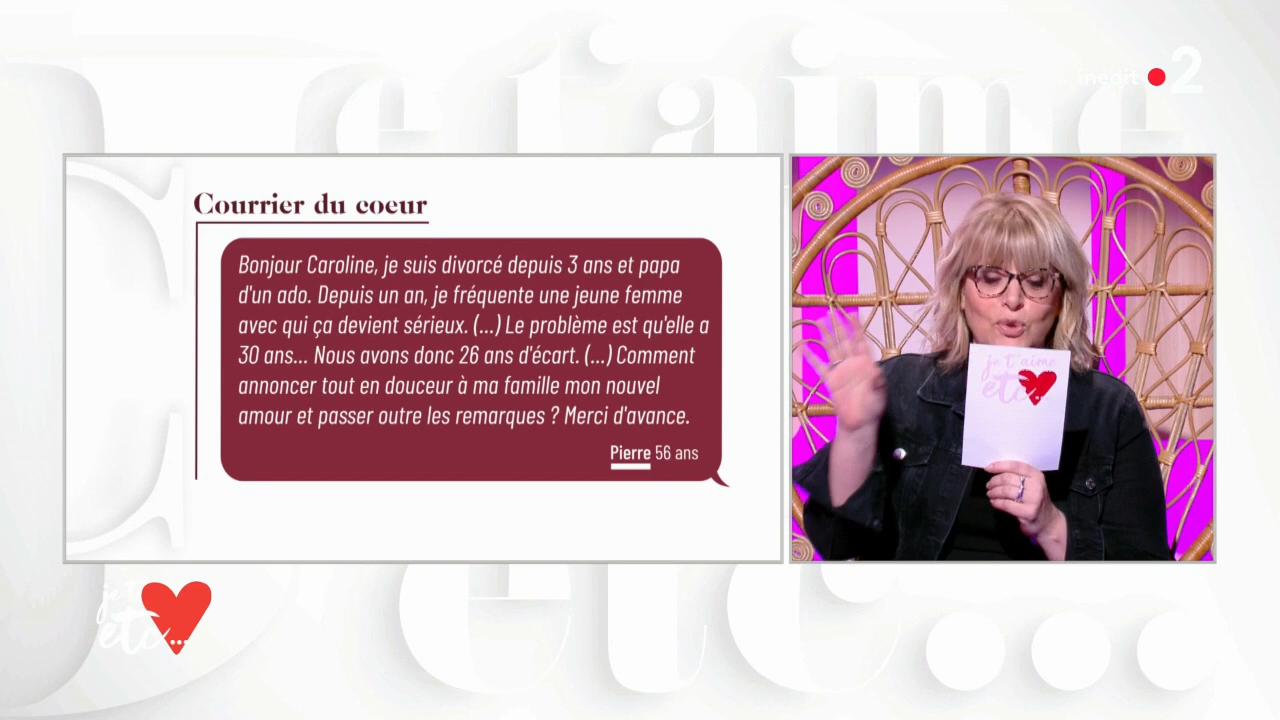 Je t'aime
inédit 2
Courrier du coeur
Bonjour Caroline, je suis divorcé depuis 3 ans et papa
d'un ado. Depuis un an, je fréquente une jeune femme
avec qui ça devient sérieux. (...) Le problème est qu'elle a
30 ans... Nous avons donc 26 ans d'écart. (...) Comment
annoncer tout en douceur à ma famille mon nouvel
amour et passer outre les remarques ? Merci d'avance.
Pierre 56 ans
je t'aime
etc...
etc...
etc...